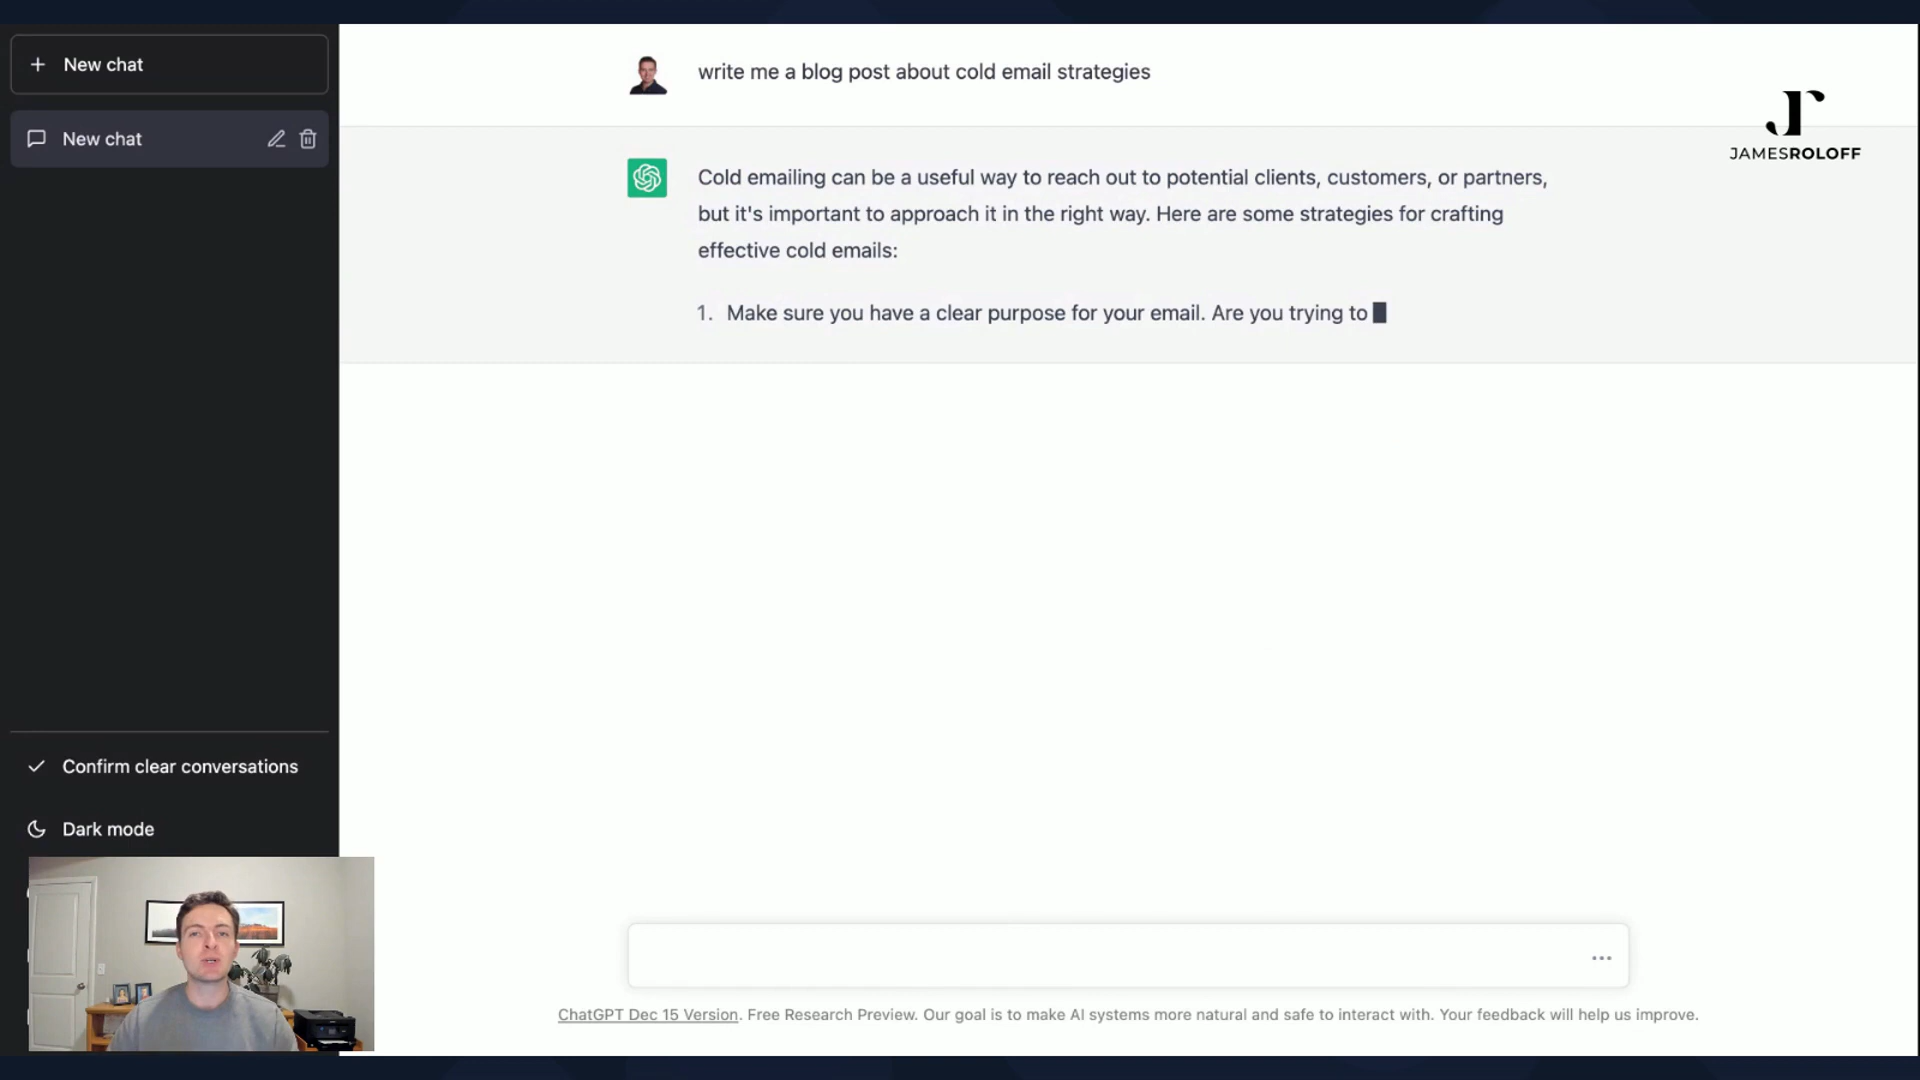 New chat
New chat
write me a blog post about cold email strategies
JAMESROLOFF
Cold emailing can be a useful way to reach out to potential clients, customers, or partners,
but it's important to approach it in the right way. Here are some strategies for crafting
effective cold emails:
1. Make sure you have a clear purpose for your email. Are you trying to
Confirm clear conversations
Dark mode
ChatGPT Dec 15 Version. Free Research Preview. Our goal is to make AI systems more natural and safe to interact with. Your feedback will help us improve.